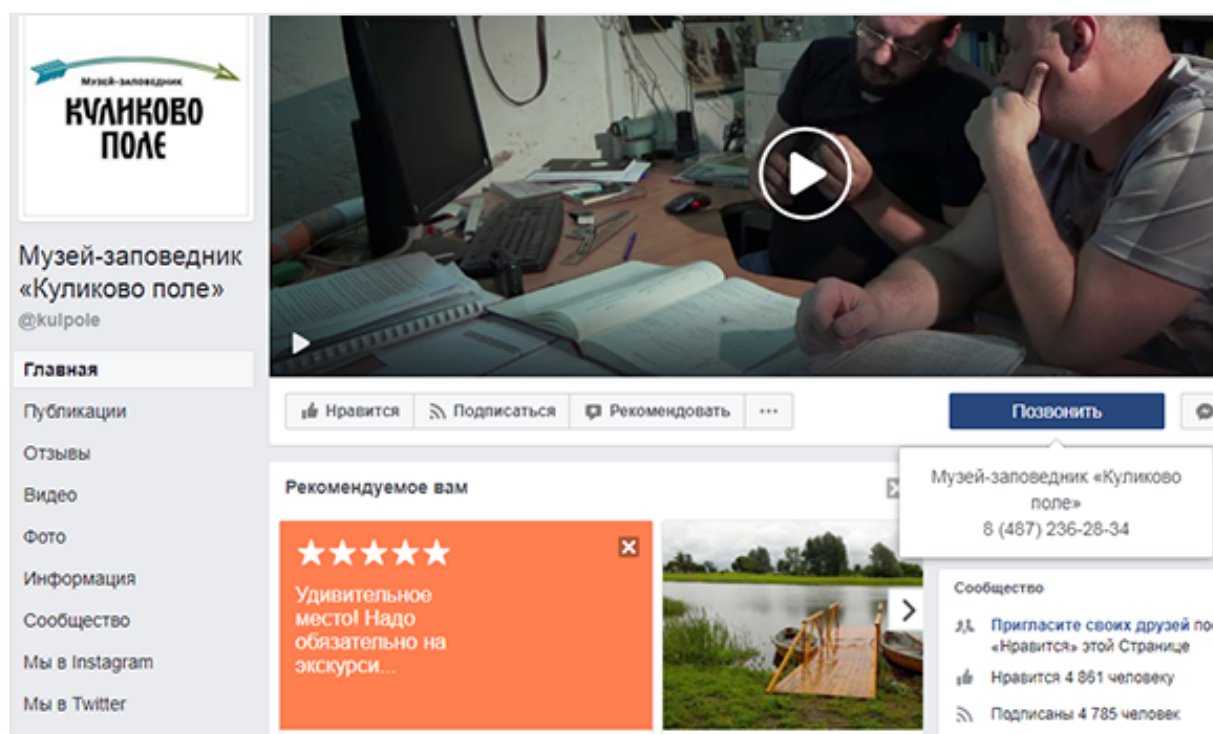 Музей-заповедник
КУЛИКОВО
ПОЛЕ
Музей-заповедник
«Куликово поле»
@kulpole
Главная
Публикации
Отзывы
Видео
Фото
Информация
Сообщество
Мы в Instagram
Мы в Twitter
Нравится
Подписаться
Рекомендовать
Позвонить
Музей-заповедник «Куликово
поле»
8 (487) 236-28-34
Рекомендуемое вам
Удивительное
место! Надо
обязательно на
экскурси...
Сообщество
Пригласите своих друзей
«Нравится» этой Странице
Нравится 4 861 человеку
Подписаны 4 785 человек